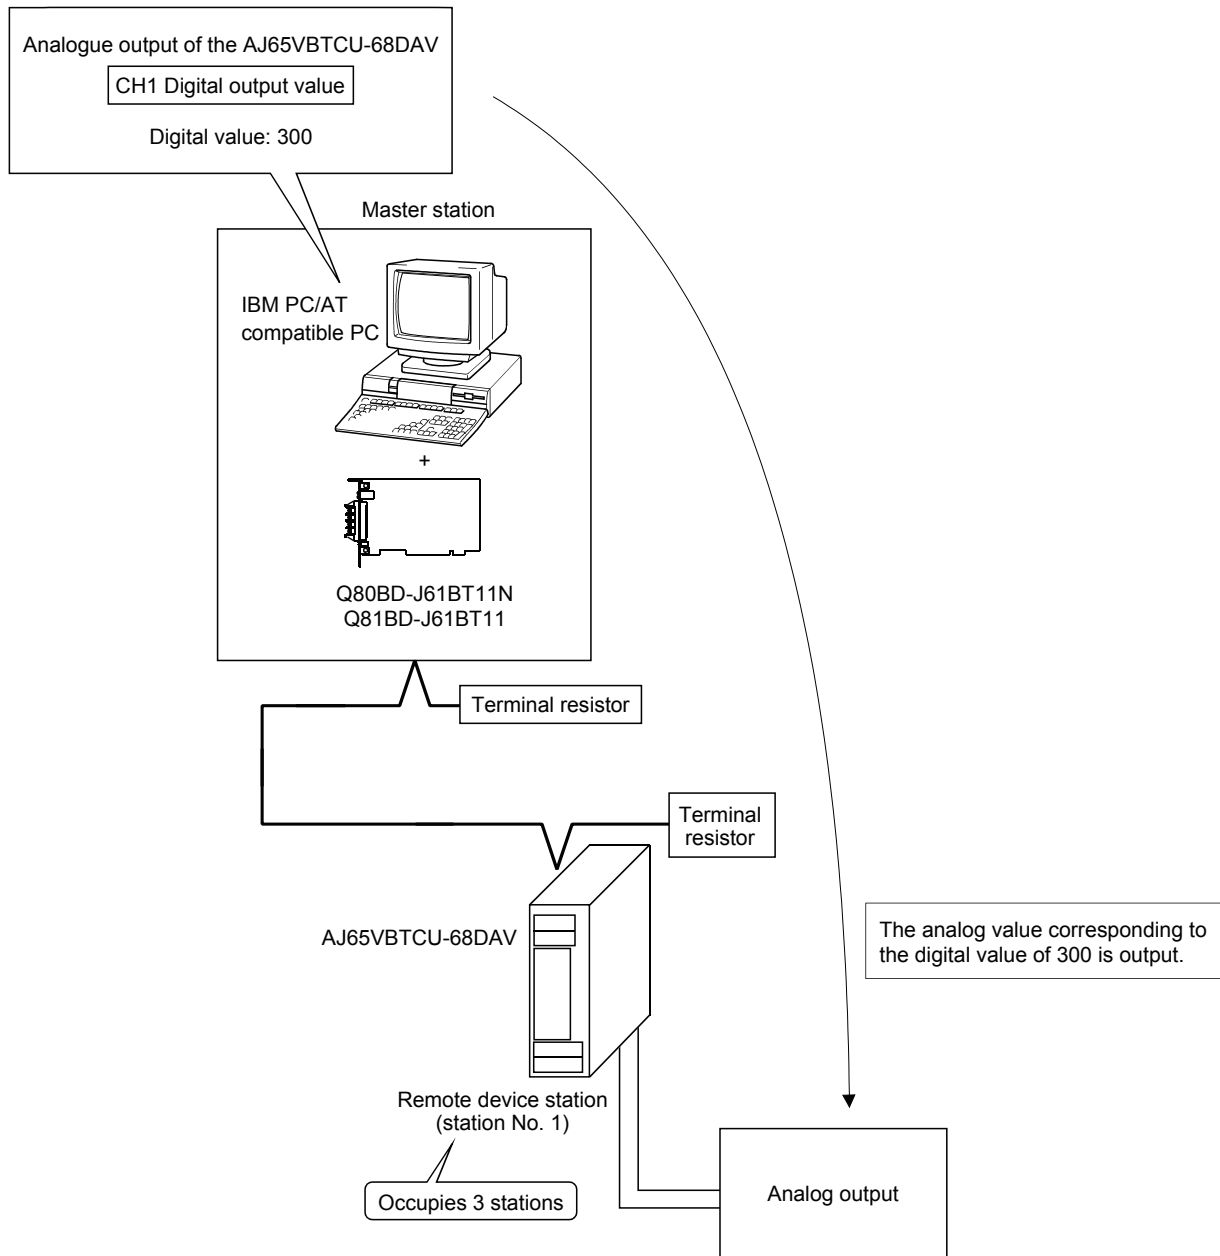 Analogue output of the AJ65VBTCU-68DAV
CH1 Digital output value
Digital value: 300
Master station
IBM PC/AT
compatible PC
+
Q80BD-J61BT11N
Q81BD-J61BT11
Terminal resistor
Terminal
resistor
AJ65VBTCU-68DAV
The analog value corresponding to
the digital value of 300 is output.
Remote device station
(station No. 1)
Occupies 3 stations
Analog output